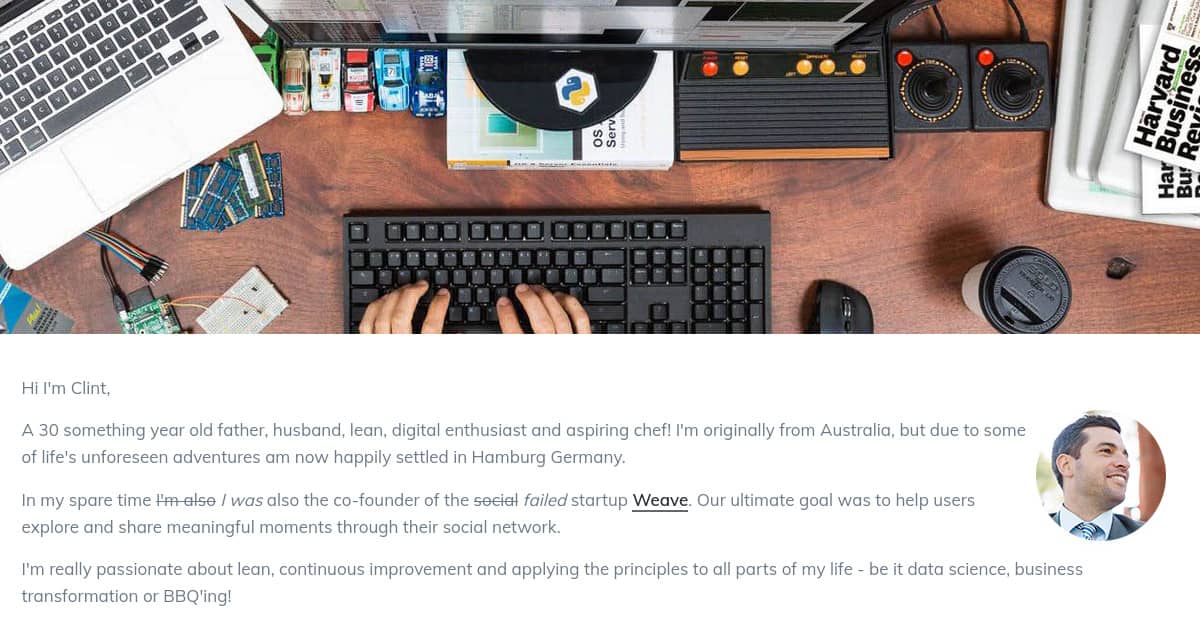 Harvard
Business
Review
OS
Serv
Hi I'm Clint,
A 30 something year old father, husband, lean, digital enthusiast and aspiring chef! I'm originally from Australia, but due to some
of life's unforeseen adventures am now happily settled in Hamburg Germany.
In my spare time I'm also I was also the co-founder of the social failed startup Weave. Our ultimate goal was to help users
explore and share meaningful moments through their social network.
I'm really passionate about lean, continuous improvement and applying the principles to all parts of my life - be it data science, business
transformation or BBQ'ing!